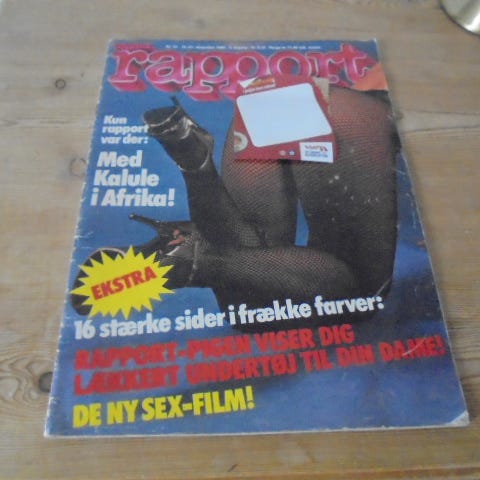 rapport
Kun
rapport
var der:
Med
Kalule
i Afrika!
EKSTRA
16 stærke sider i frække farver:
RAPPORT-PIGEN VISER DIG
LÆKKERT UNDERTØJ TIL DIN DAME!
DE NY SEX-FILM!